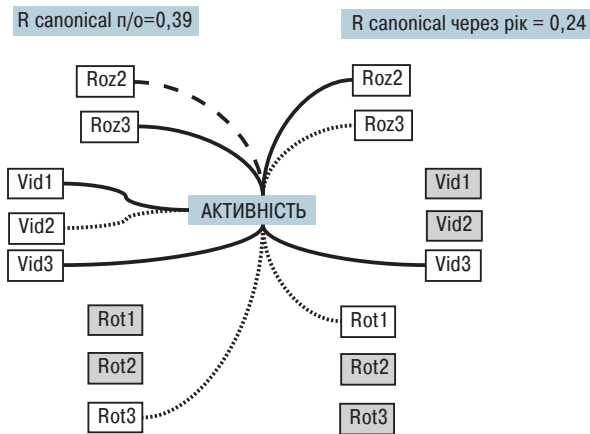 R canonical п/о=0,39
R canonical через рік = 0,24
Roz2
Roz2
Roz3
Roz3
Vid1
Vid1
Vid2
АКТИВНІСТЬ
Vid2
Vid3
Vid3
Rot1
Rot1
Rot2
Rot2
Rot3
Rot3